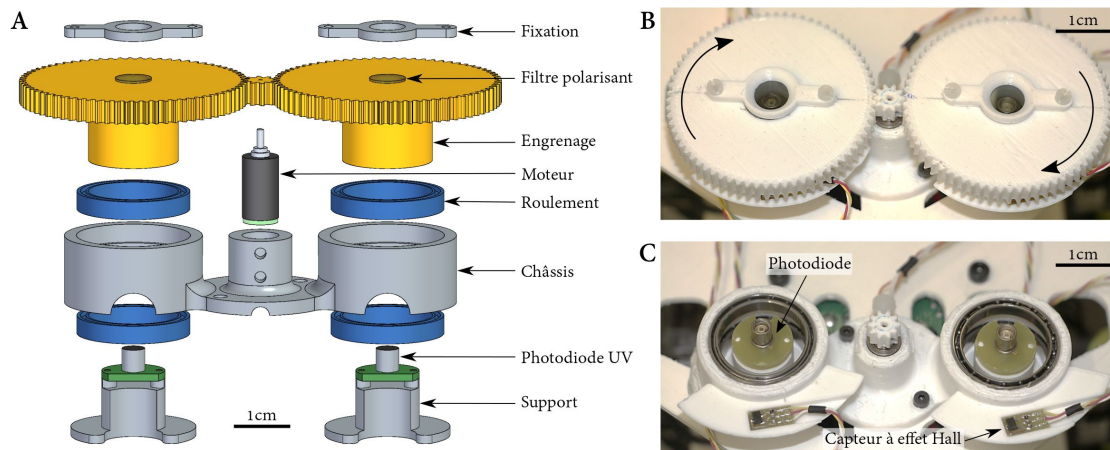 A
Fixation
Filtre polarisant
Engrenage
Moteur
Roulement
Châssis
Photodiode UV
Support
1cm
B
1cm
C
1cm
Photodiode
Capteur à effet Hall